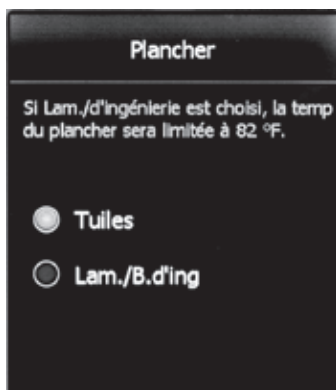 Plancher
Si Lam./d'ingénierie est choisi, la temp
du plancher sera limitée à 82 °F.
Tuiles
Lam./B.d'ing